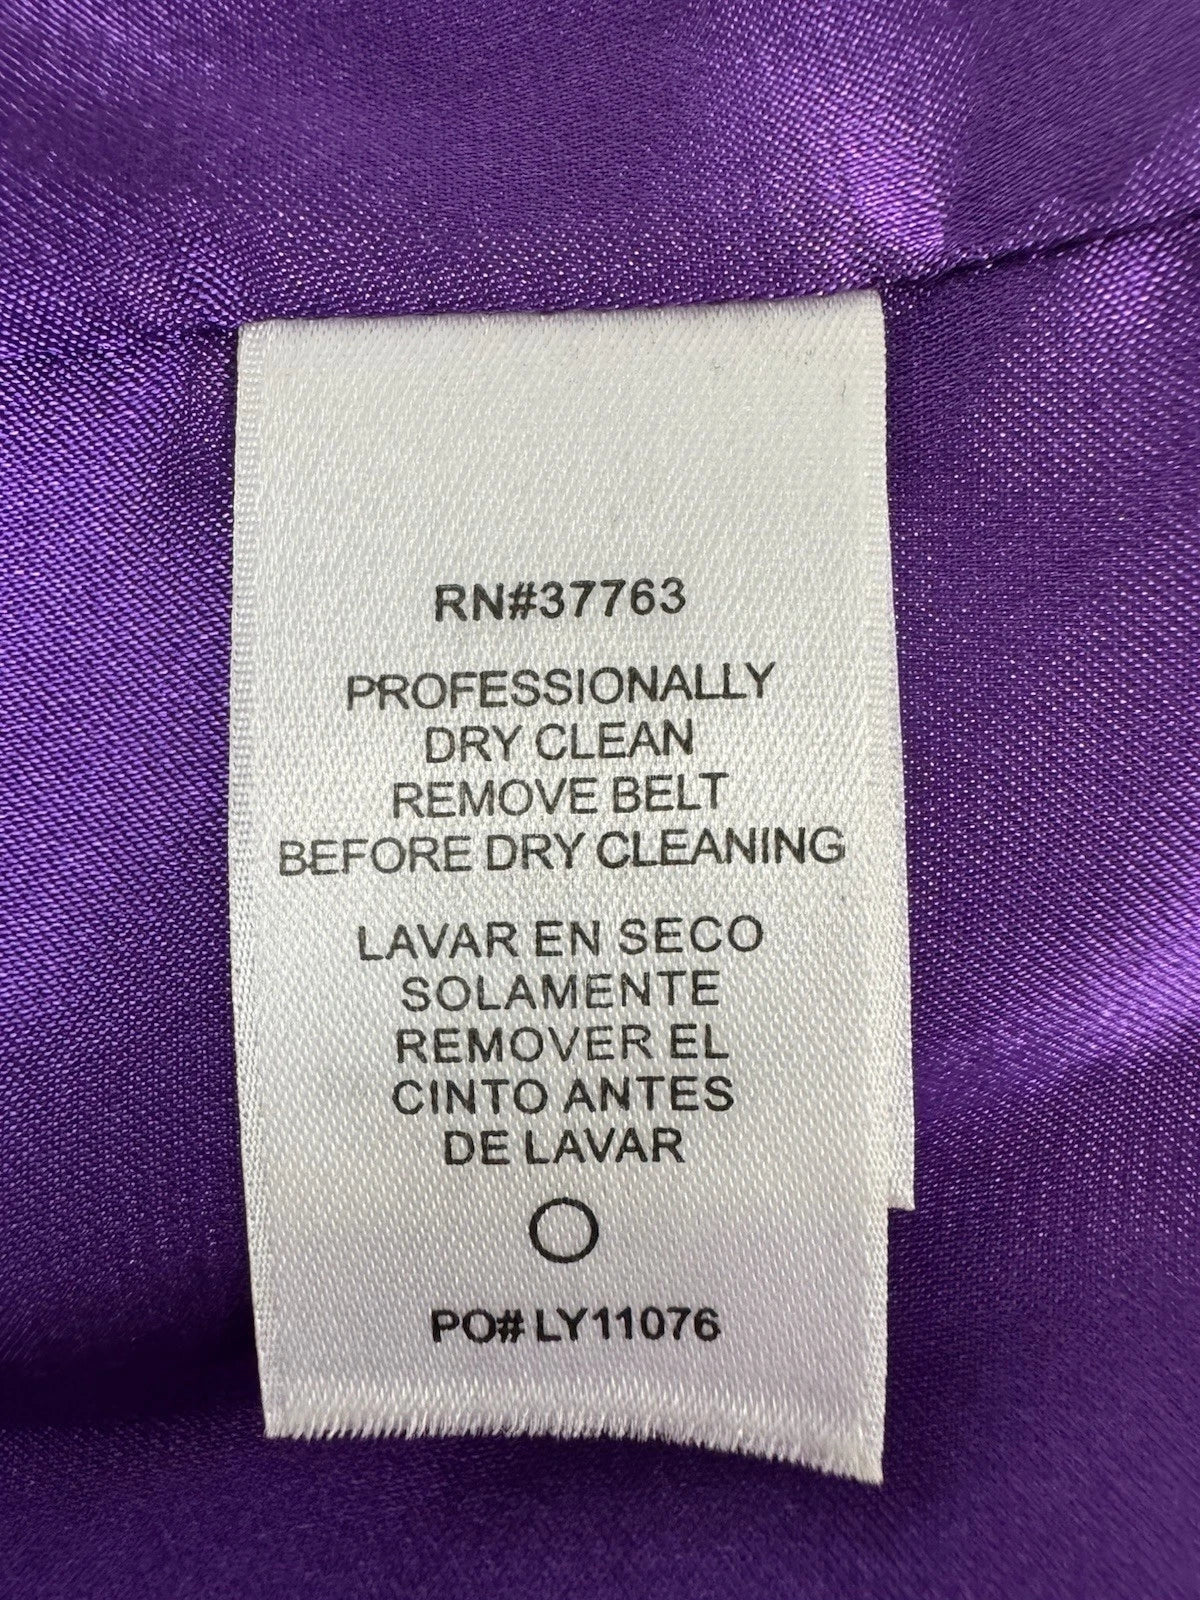 RN#37763
PROFESSIONALLY
DRY CLEAN
REMOVE BELT
BEFORE DRY CLEANING
LAVAR EN SECO
SOLAMENTE
REMOVER EL
CINTO ANTES
DE LAVAR
PO# LY11076